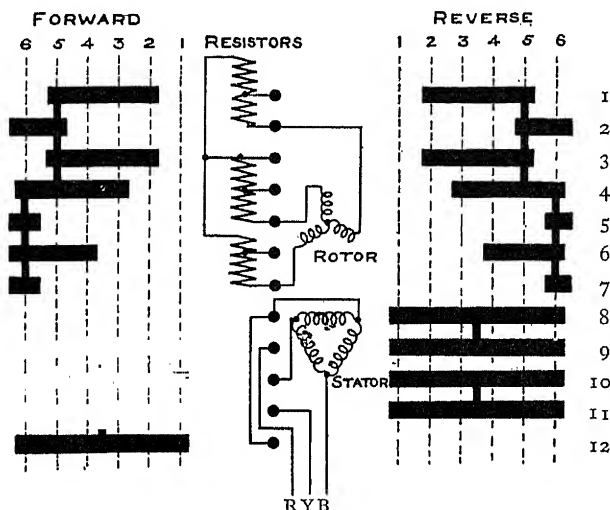 FORWARD
6 5 4 3 2 1
RESISTORS
REVERSE
1 2 3 4 5 6
1
2
3
4
5
6
7
8
9
10
11
12
ROTOR
STATOR
R Y B